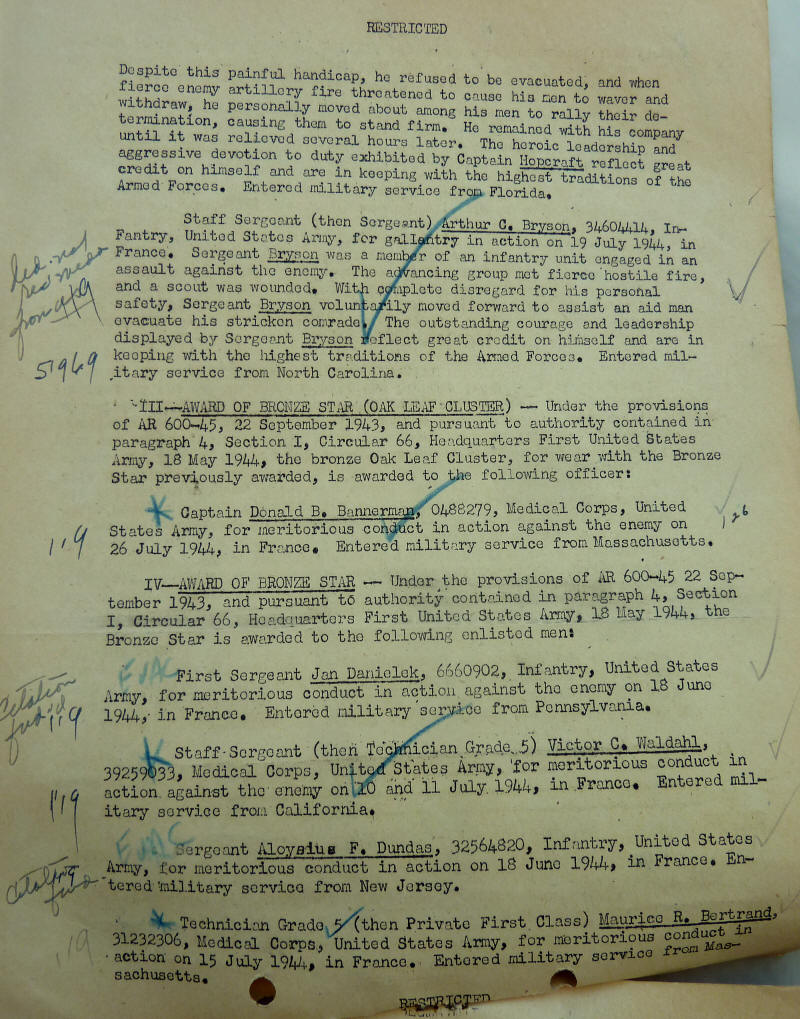 RESTRICTED
Despite this painful handicap, he refused to be evacuated, and when
fierce enemy artillery fire threatened to cause his men to waver and
withdraw, he personally moved about among his men to rally their de-
termination, causing them to stand firm. He remained with his company
until it was relieved several hours later. The heroic leadership and
aggressive devotion to duty exhibited by Captain Hopcraft reflect great
credit on himself and are in keeping with the highest traditions of the
Armed Forces. Entered military service from Florida.
Staff Sergeant (then Sergeant) Arthur C. Bryson, 34604414, In-
Fantry, United States Army, for gallantry in action on 19 July 1944, in
France. Sergeant Bryson was a member of an infantry unit engaged in an
assault against the enemy. The advancing group met fierce hostile fire,
and a scout was wounded. With complete disregard for his personal
safety, Sergeant Bryson voluntarily moved forward to assist an aid man
evacuate his stricken comrade. The outstanding courage and leadership
displayed by Sergeant Bryson reflect great credit on himself and are in
keeping with the highest traditions of the Armed Forces. Entered mil-
itary service from North Carolina.
III—AWARD OF BRONZE STAR (OAK LEAF CLUSTER) — Under the provisions
of AR 600-45, 22 September 1943, and pursuant to authority contained in
paragraph 4, Section I, Circular 66, Headquarters First United States
Army, 18 May 1944, the bronze Oak Leaf Cluster, for wear with the Bronze
Star previously awarded, is awarded to the following officer:
Captain Donald B. Bannerman, 0488279, Medical Corps, United
States Army, for meritorious conduct in action against the enemy on
26 July 1944, in France. Entered military service from Massachusetts.
119
IV—AWARD OF BRONZE STAR — Under the provisions of AR 600-45 22 Sep-
tember 1943, and pursuant to authority contained in paragraph 4, Section
I, Circular 66, Headquarters First United States Army, 18 May 1944, the
Bronze Star is awarded to the following enlisted men:
First Sergeant Jan Danielek, 6660902, Infantry, United States
Army, for meritorious conduct in action against the enemy on 18 June
1944, in France. Entered military service from Pennsylvania.
Citation
119
Staff Sergeant (then Technician Grade 5) Victor C. Waldahl,
39259033, Medical Corps, United States Army, for meritorious conduct in
action against the enemy on 10 and 11 July 1944, in France. Entered mil-
itary service from California.
119
Sergeant Aloysius F. Dundas, 32564820, Infantry, United States
Army, for meritorious conduct in action on 18 June 1944, in France. En-
tered military service from New Jersey.
Technician Grade 5 (then Private First Class) Maurice R. Bertrand,
31232306, Medical Corps, United States Army, for meritorious conduct in
action on 15 July 1944, in France. Entered military service from Mas-
sachusetts.
119
RESTRICTED